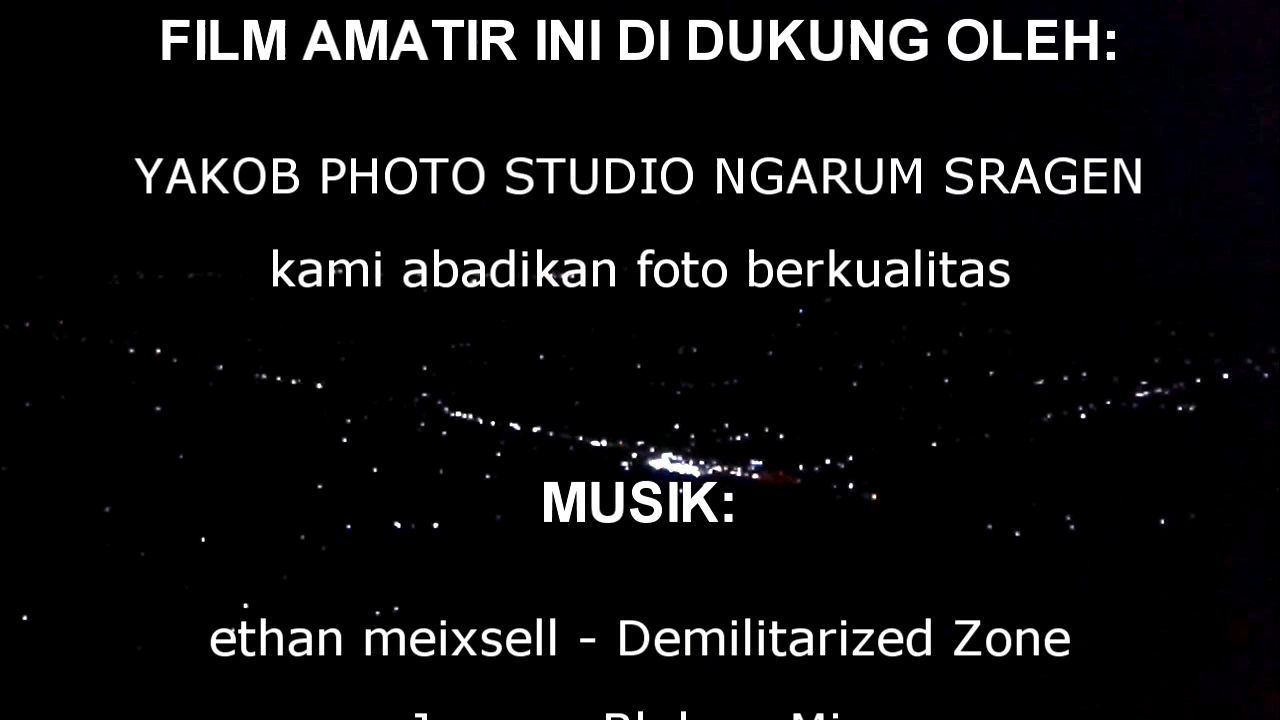 FILM AMATIR INI DI DUKUNG OLEH:
YAKOB PHOTO STUDIO NGARUM SRAGEN
kami abadikan foto berkualitas
MUSIK:
ethan meixsell - Demilitarized Zone